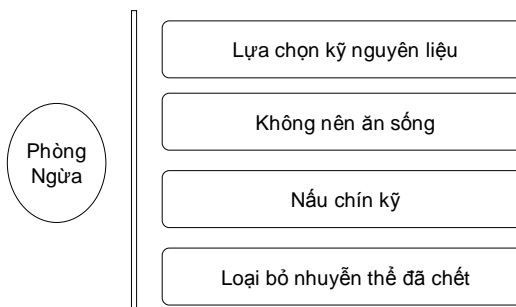 Lựa chọn kỹ nguyên liệu
Không nên ăn sống
Phòng
Ngừa
Nấu chín kỹ
Loại bỏ nhuyễn thể đã chết